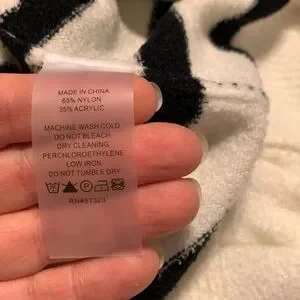 MADE IN CHINA
65% NYLON
35% ACRYLIC
MACHINE WASH COLD
DO NOT BLEACH
DRY CLEANING
PERCHLOROETHYLENE
LOW IRON
DO NOT TUMBLE DRY
RN#51323